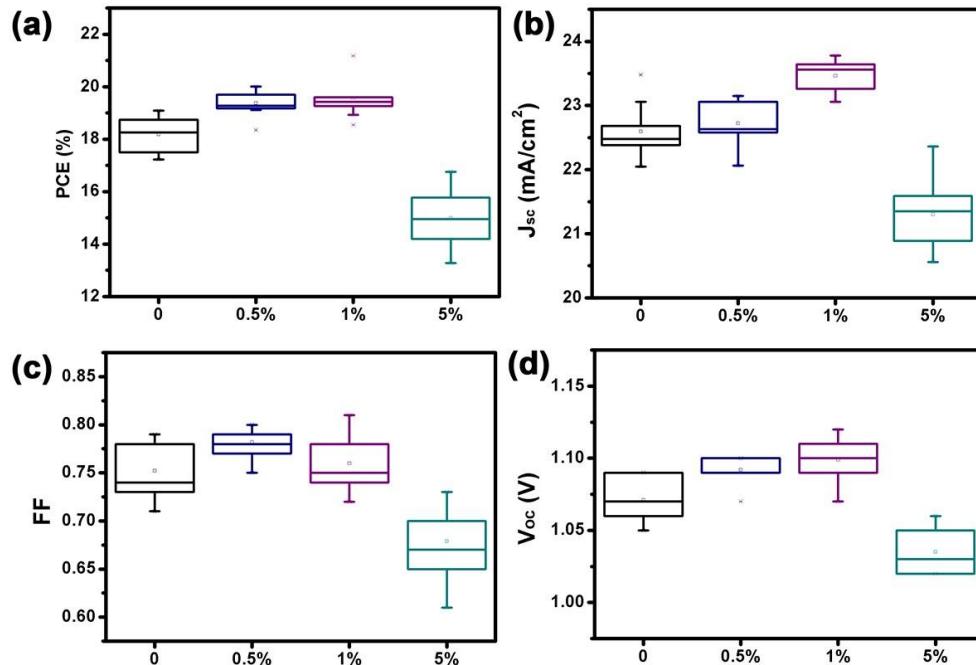 (a)
PCE (%)
22
20
18
16
14
12
0 0.5% 1% 5%
(b)
Jsc (mA/cm²)
24
23
22
21
20
0 0.5% 1% 5%
(c)
FF
0.85
0.80
0.75
0.70
0.65
0.60
0 0.5% 1% 5%
(d)
Voc (V)
1.15
1.10
1.05
1.00
0 0.5% 1% 5%